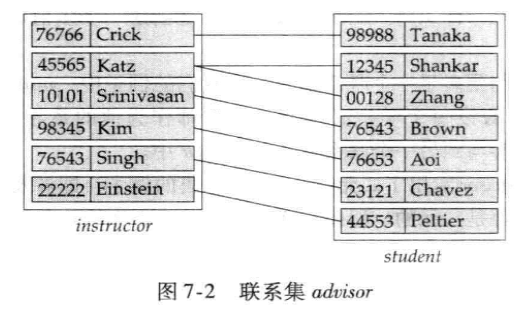 76766 Crick
45565 Katz
10101 Srinivasan
98345 Kim
76543 Singh
22222 Einstein
instructor
98988 Tanaka
12345 Shankar
00128 Zhang
76543 Brown
76653 Aoi
23121 Chavez
44553 Peltier
student
图 7-2 联系集 advisor